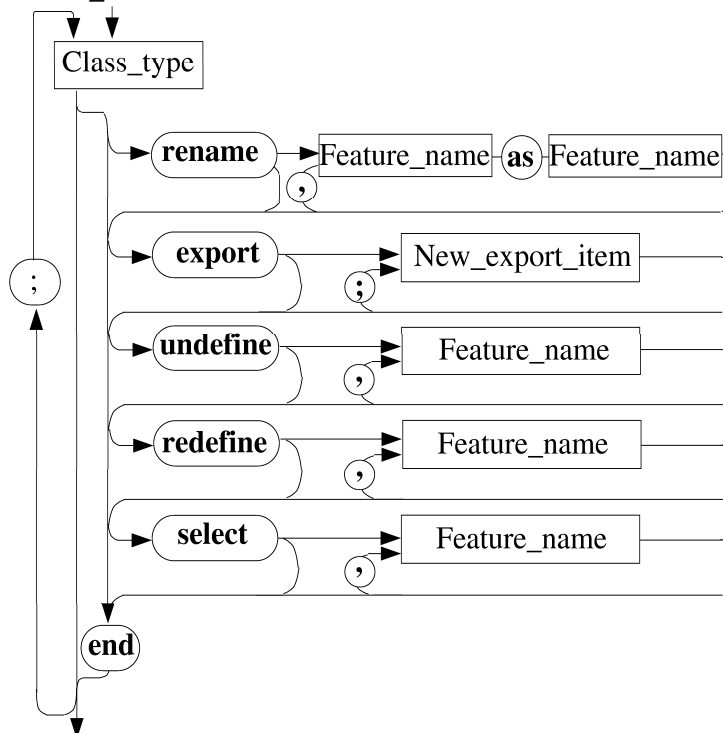 Class_type
rename Feature_name as Feature_name
,
export New_export_item
;
;
undefine Feature_name
,
redefine Feature_name
,
select Feature_name
,
end